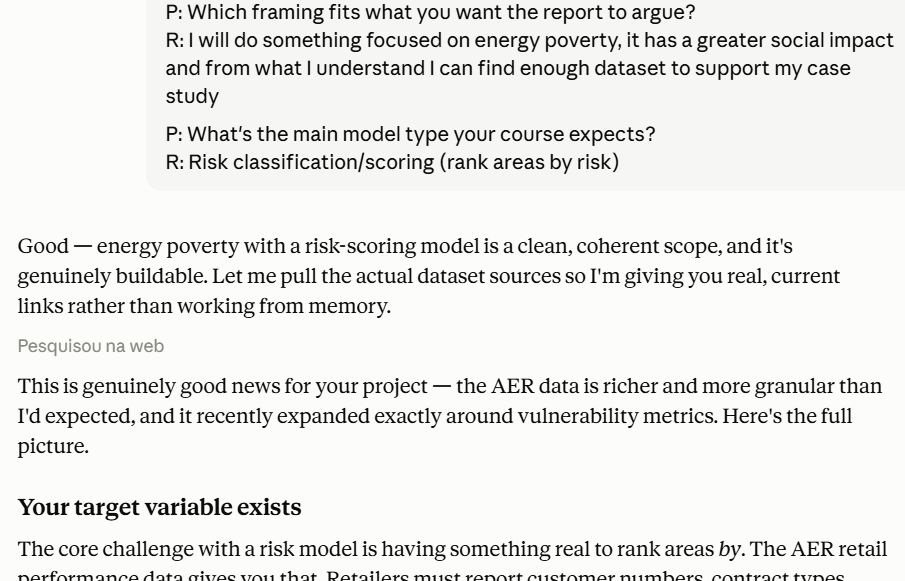 P: Which framing fits what you want the report to argue?
R: I will do something focused on energy poverty, it has a greater social impact
and from what I understand I can find enough dataset to support my case
study
P: What's the main model type your course expects?
R: Risk classification/scoring (rank areas by risk)
Good — energy poverty with a risk-scoring model is a clean, coherent scope, and it's
genuinely buildable. Let me pull the actual dataset sources so I'm giving you real, current
links rather than working from memory.
Pesquisou na web
This is genuinely good news for your project — the AER data is richer and more granular than
I'd expected, and it recently expanded exactly around vulnerability metrics. Here's the full
picture.
Your target variable exists
The core challenge with a risk model is having something real to rank areas by. The AER retail
performance data gives you that. Retailers must report customer numbers, contract types,